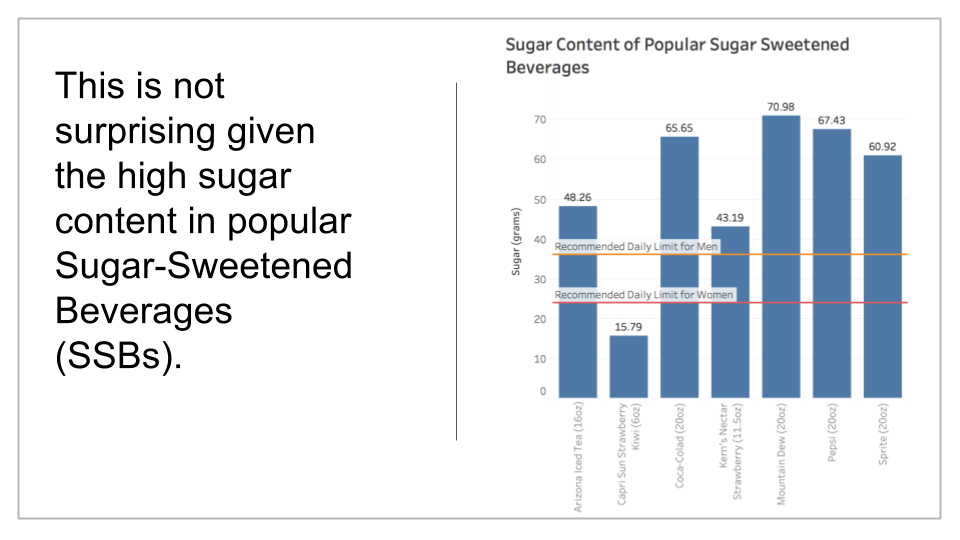 This is not
surprising given
the high sugar
content in popular
Sugar-Sweetened
Beverages
(SSBs).
Sugar Content of Popular Sugar Sweetened
Beverages
Sugar (grams)
70
60
50
40
30
20
10
0
48.26
15.79
65.65
43.19
70.98
67.43
60.92
Recommended Daily Limit for Men
Recommended Daily Limit for Women
Arizona Iced Tea (16oz)
Capri Sun Strawberry
Kiwi (6oz)
Coca-Colad (20oz)
Kern's Nectar
Strawberry (11.5oz)
Mountain Dew (20oz)
Pepsi (20oz)
Sprite (20oz)